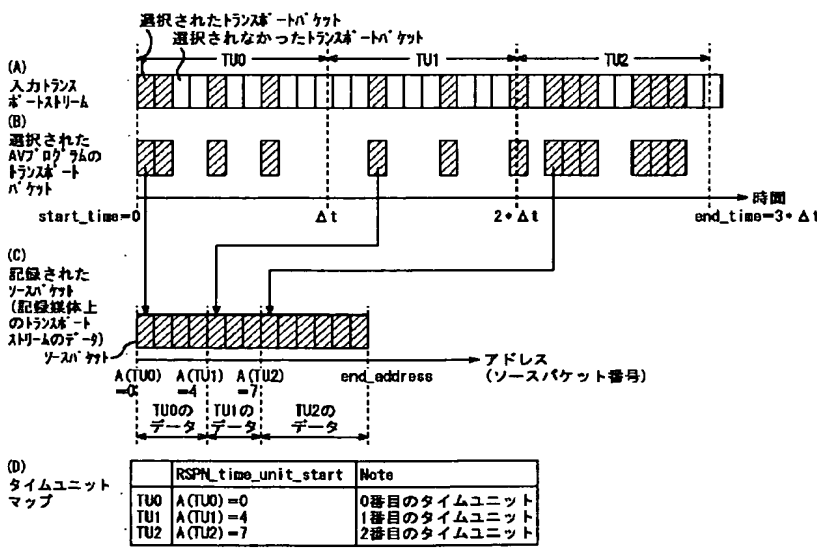 選択されたトランスポートパケット
選択されなかったトランスポートパケット
TU0 TU1 TU2
(A)
入力トランス
ポートストリーム
(B)
選択された
AVプログラムの
トランスポート
パケット
時間
start_time=0 Δt 2*Δt end_time=3*Δt
(C)
記録された
ソースパケット
(記録媒体上
のトランスポート
ストリームのデータ)
ソースパケット
アドレス
(ソースパケット番号)
A(TU0) A(TU1) A(TU2) end_address
=0 =4 =7
TU0の TU1の TU2の
データ データ データ
(D)
タイムユニット
マップ
RSPN_time_unit_start Note
TU0 A(TU0)=0 0番目のタイムユニット
TU1 A(TU1)=4 1番目のタイムユニット
TU2 A(TU2)=7 2番目のタイムユニット